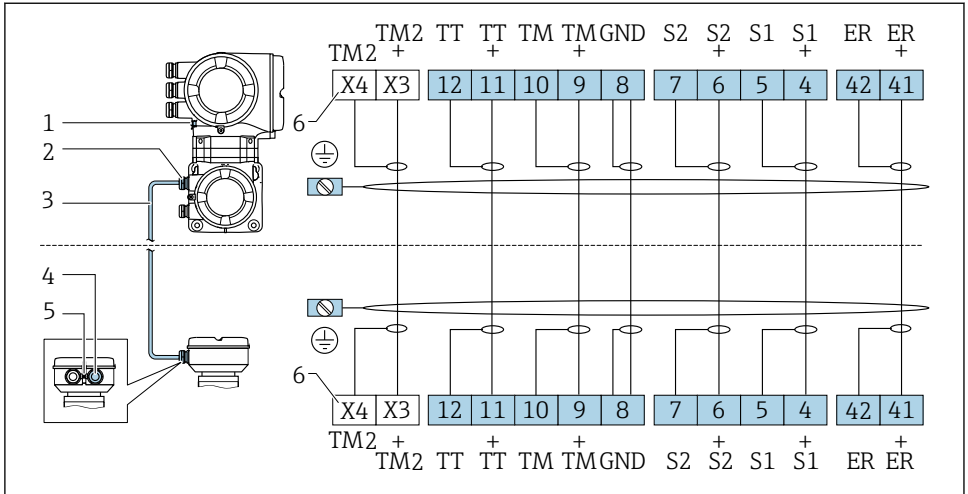 TM2 TT TT TM TM GND S2 S2 S1 S1 ER ER
TM2 + + + + + +
X4 X3 12 11 10 9 8 7 6 5 4 42 41
6
1
2
3
4
5
6
X4 X3 12 11 10 9 8 7 6 5 4 42 41
TM2 + + + + + +
TM2 TT TT TM TM GND S2 S2 S1 S1 ER ER